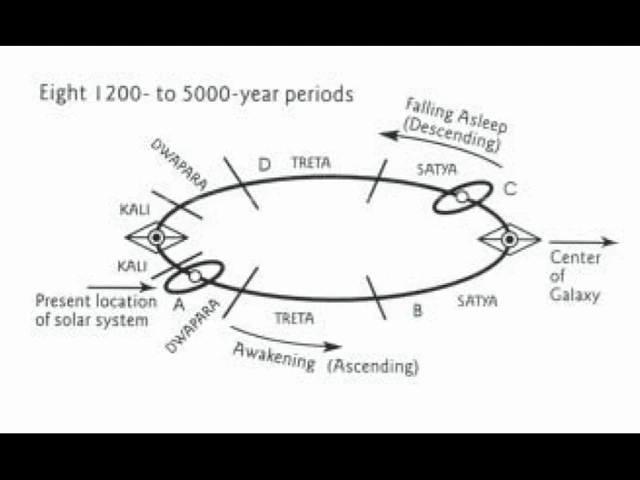 Eight 1200- to 5000-year periods
Falling Asleep
(Descending)
DWAPARA
D
TRETA
SATYA
C
KALI
KALI
Center
of
Galaxy
Present location
of solar system
A
DWAPARA
TRETA
B
SATYA
Awakening (Ascending)